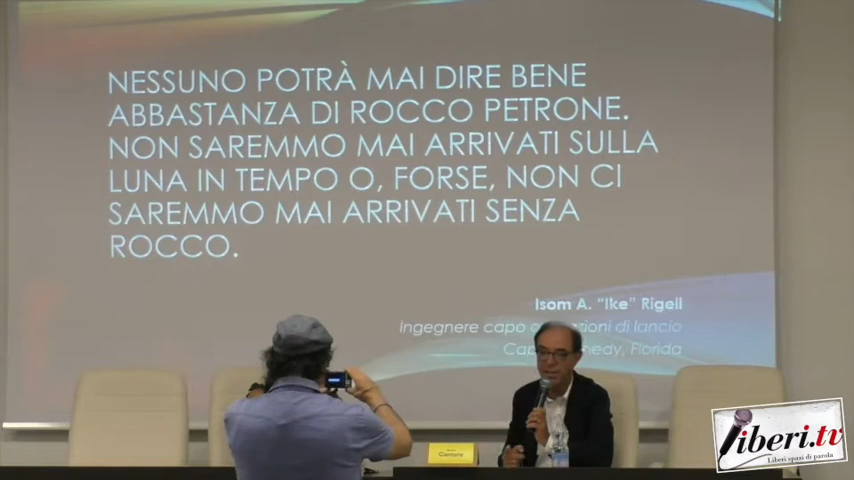 NESSUNO POTRÀ MAI DIRE BENE
ABBASTANZA DI ROCCO PETRONE.
NON SAREMMO MAI ARRIVATI SULLA
LUNA IN TEMPO O, FORSE, NON CI
SAREMMO MAI ARRIVATI SENZA
ROCCO.
Isom A. "Ike" Rigell
Ingegnere capo di lancio
Florida
Cantore
liberi.tv
Liberi spazi di parola